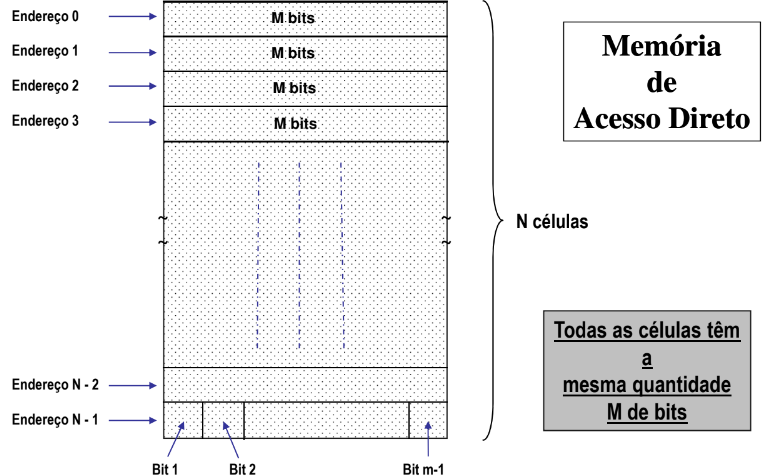 Endereço 0
M bits
Endereço 1
M bits
Endereço 2
M bits
Endereço 3
M bits
Memória
de
Acesso Direto
N células
Todas as células têm
a
mesma quantidade
M de bits
Endereço N - 2
Endereço N - 1
Bit 1
Bit 2
Bit m-1